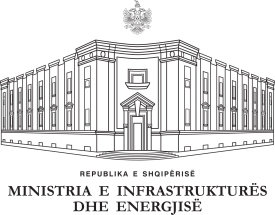 REPUBLIKA E SHQIPËRISË
MINISTRIA E INFRASTRUKTURËS
DHE ENERGJISË